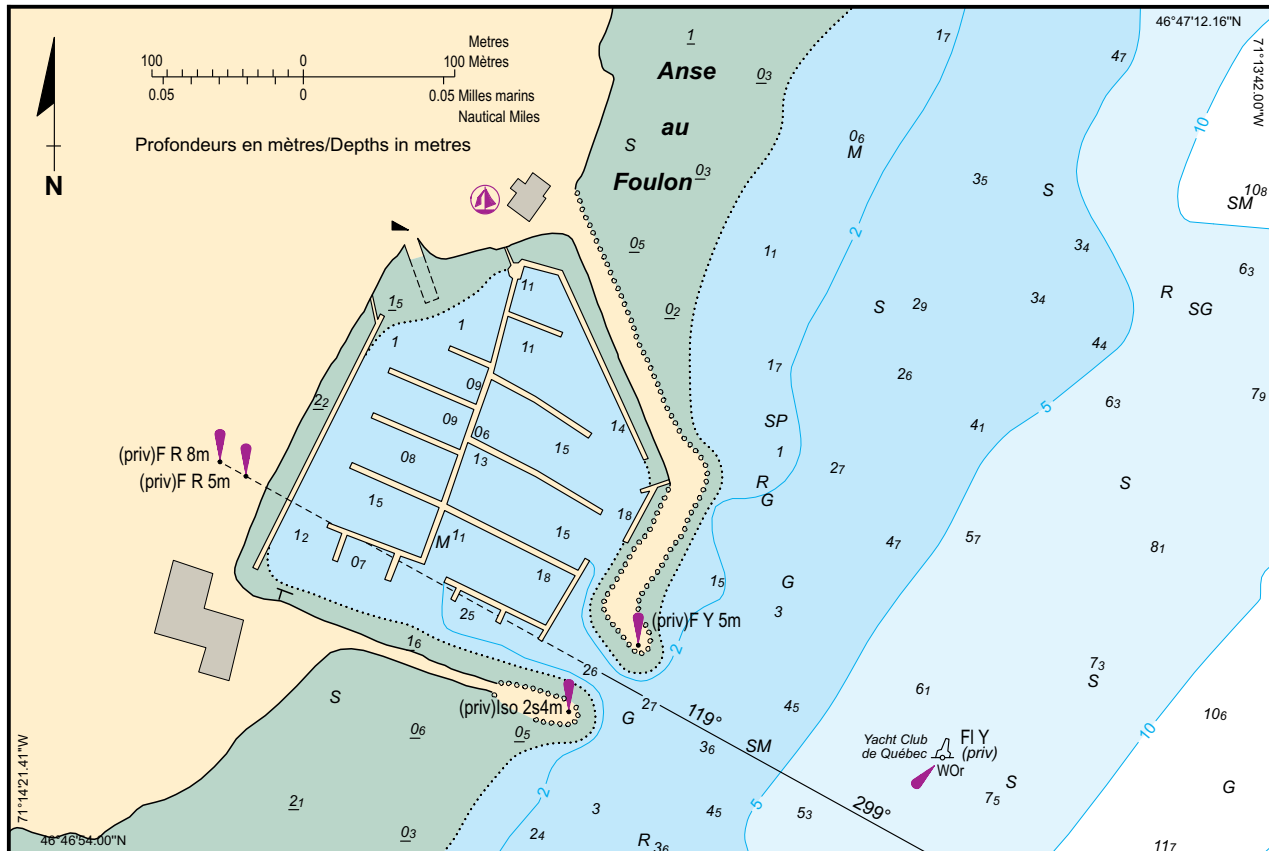 Metres
100 0 100 Mètres
0.05 0 0.05 Milles marins
Nautical Miles
Profondeurs en mètres/Depths in metres
N
46°47'12.16"N
71°13'42.00"W
Anse
au
Foulon
1
0₃
S
0₃
0₅
0₂
1₇
4₇
10
0₆
M
3₅
S
10₈
SM
1₁
2
3₄
6₃
S
2₉
3₄
R
SG
4₄
1₇
2₆
5
6₃
7₉
SP
4₁
1
2₇
R
G
S
4₇
5₇
8₁
1₅
G
3
1₅
1₁
1
1
1₁
0₉
2₂
0₉
0₆
1₄
1₅
0₈
1₃
1₅
1₈
1₂
M
1₁
1₅
0₇
1₈
2₅
(priv)F R 8m
(priv)F R 5m
(priv)F Y 5m
2
1₆
2₆
(priv)Iso 2s4m
2₇
G
119°
4₅
3₆
SM
299°
6₁
7₃
S
Yacht Club
de Québec
Fl Y
(priv)
WOr
S
7₅
10₆
G
10
11₇
S
0₆
0₅
2₁
0₃
2
3
2₄
4₅
5
5₃
R
3₆
71°14'21.41"W
46°46'54.00"N